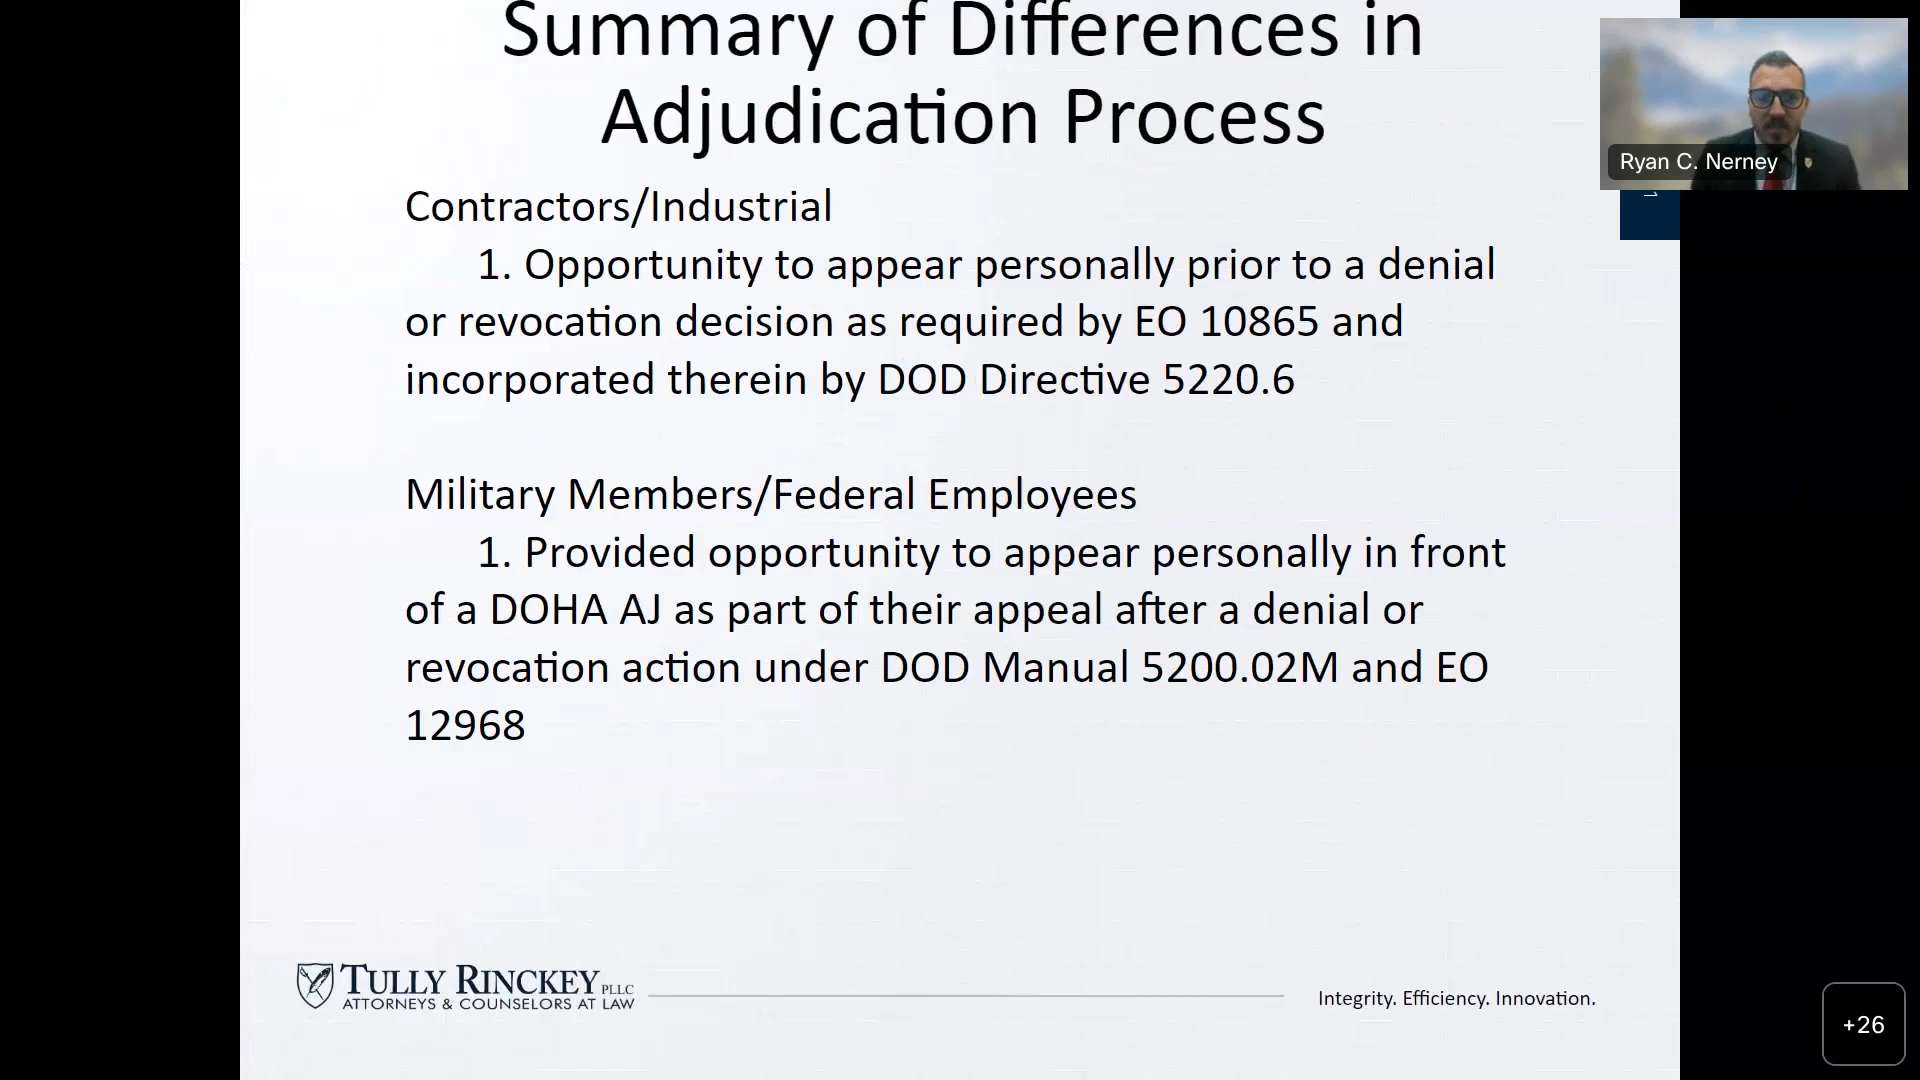 Summary of Differences in
Adjudication Process
Ryan C. Nerney
1
Contractors/Industrial
1. Opportunity to appear personally prior to a denial
or revocation decision as required by EO 10865 and
incorporated therein by DOD Directive 5220.6
Military Members/Federal Employees
1. Provided opportunity to appear personally in front
of a DOHA AJ as part of their appeal after a denial or
revocation action under DOD Manual 5200.02M and EO
12968
TULLY RINCKEY PLLC
ATTORNEYS & COUNSELORS AT LAW
Integrity. Efficiency. Innovation.
+26